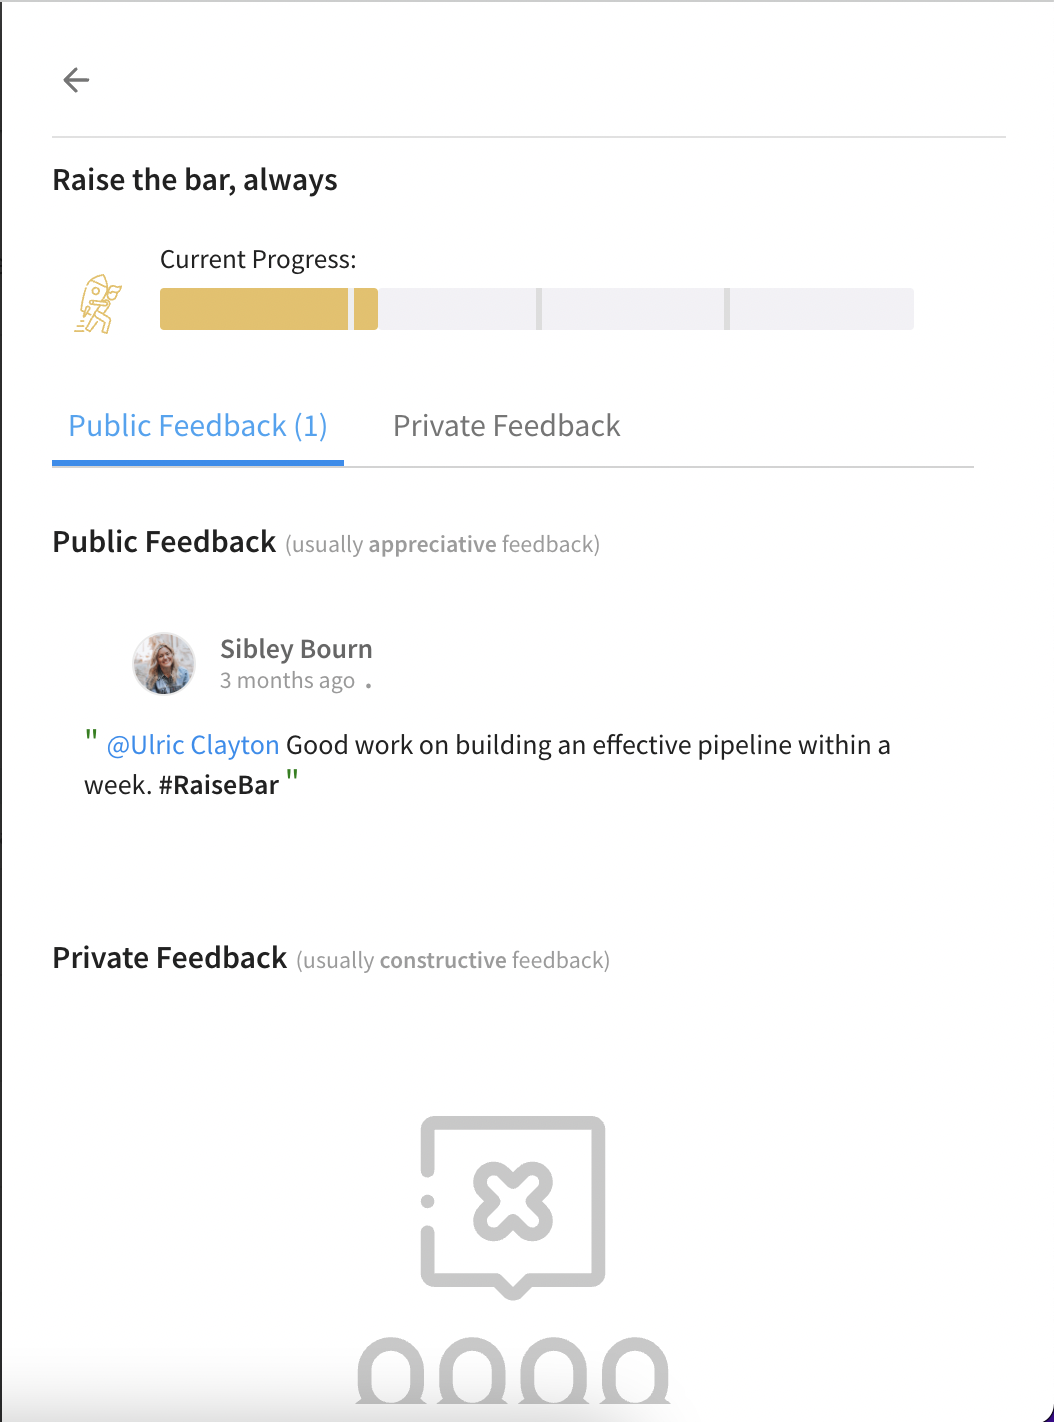 Raise the bar, always
Current Progress:
Public Feedback (1) Private Feedback
Public Feedback (usually appreciative feedback)
Sibley Bourn
3 months ago .
" @Ulric Clayton Good work on building an effective pipeline within a
week. #RaiseBar "
Private Feedback (usually constructive feedback)